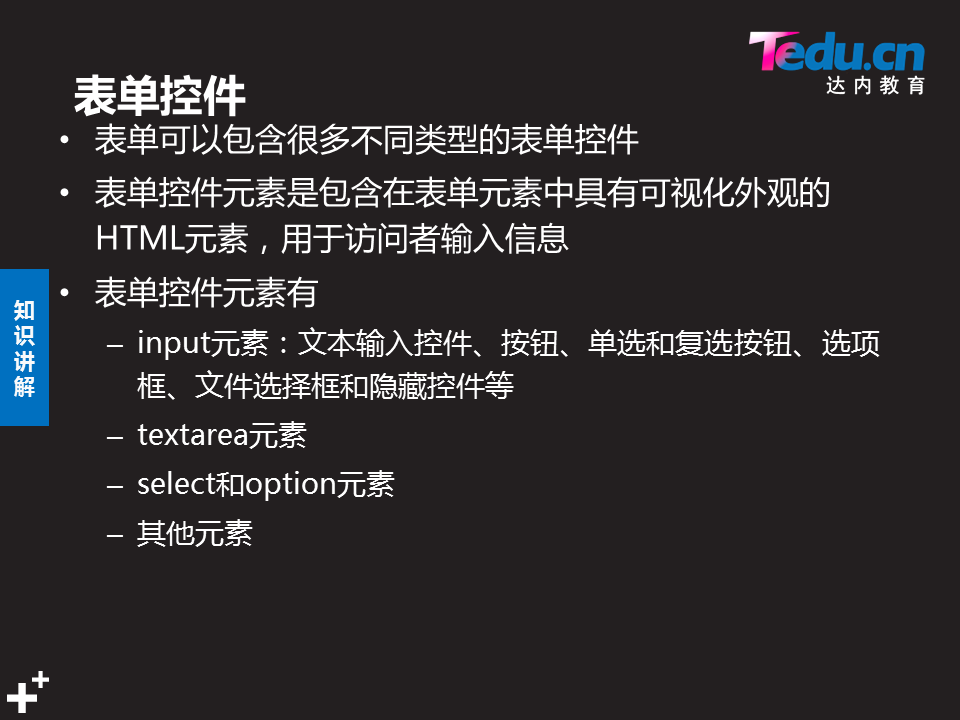 Tedu.cn
达内教育
表单控件
• 表单可以包含很多不同类型的表单控件
• 表单控件元素是包含在表单元素中具有可视化外观的
HTML元素，用于访问者输入信息
• 表单控件元素有
– input元素：文本输入控件、按钮、单选和复选按钮、选项
框、文件选择框和隐藏控件等
– textarea元素
– select和option元素
– 其他元素
知识讲解